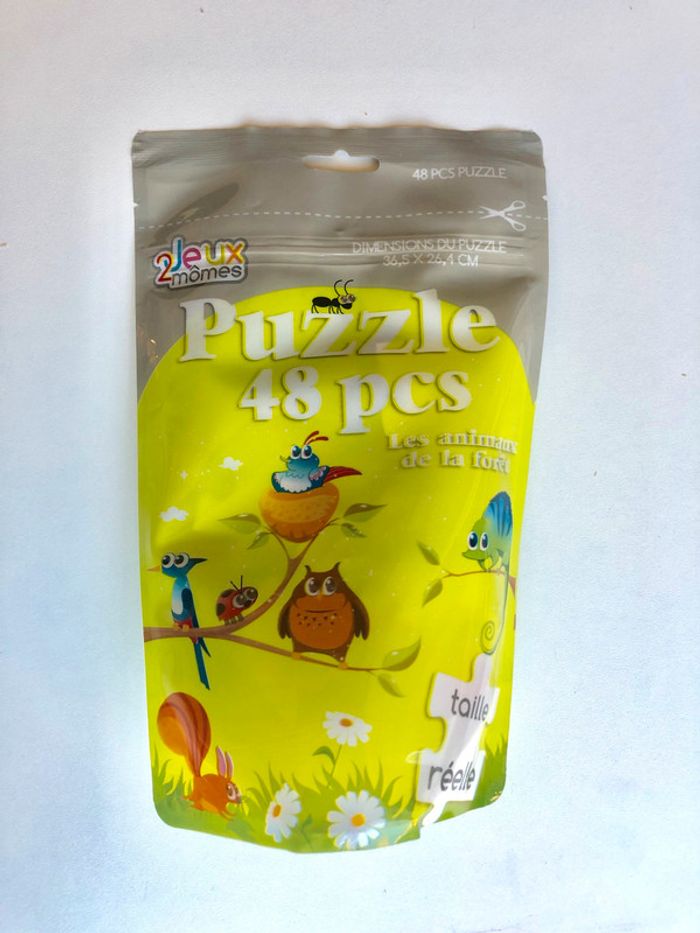 48 PCS PUZZLE
DIMENSIONS DU PUZZLE
36,5 X 26,4 CM
2Jeux
mômes
Puzzle
48 pcs
Les animaux
de la forêt
taille
réelle